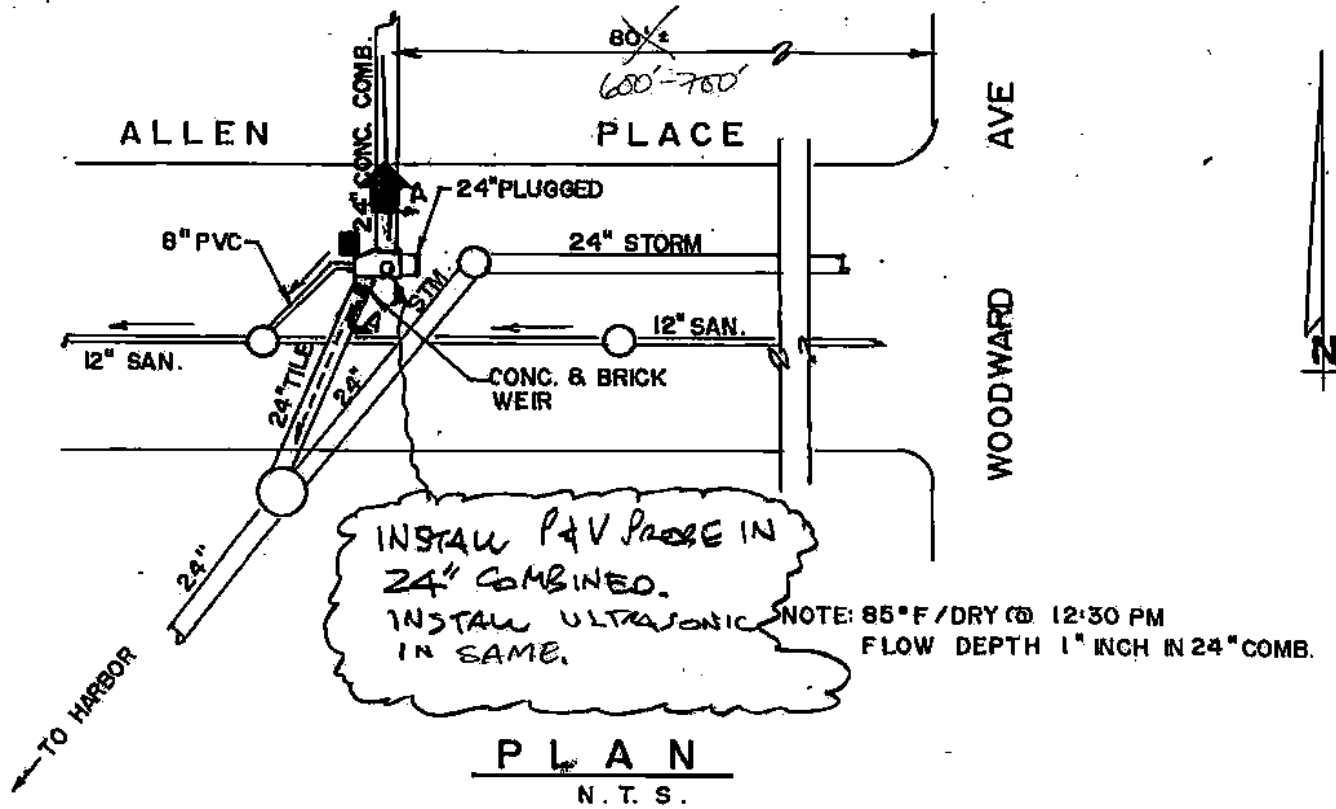 80'±
600'-700'
24" CONC. COMB.
ALLEN PLACE
WOODWARD AVE
A
24" PLUGGED
8" PVC
24" STORM
STM.
A
12" SAN.
12" SAN.
24" TILE
24"
CONC. & BRICK
WEIR
N
24"
INSTALL P&V PROBE IN
24" COMBINED.
INSTALL ULTRASONIC
IN SAME.
NOTE: 85°F/DRY @ 12:30 PM
FLOW DEPTH 1" INCH IN 24" COMB.
TO HARBOR
PLAN
N.T.S.